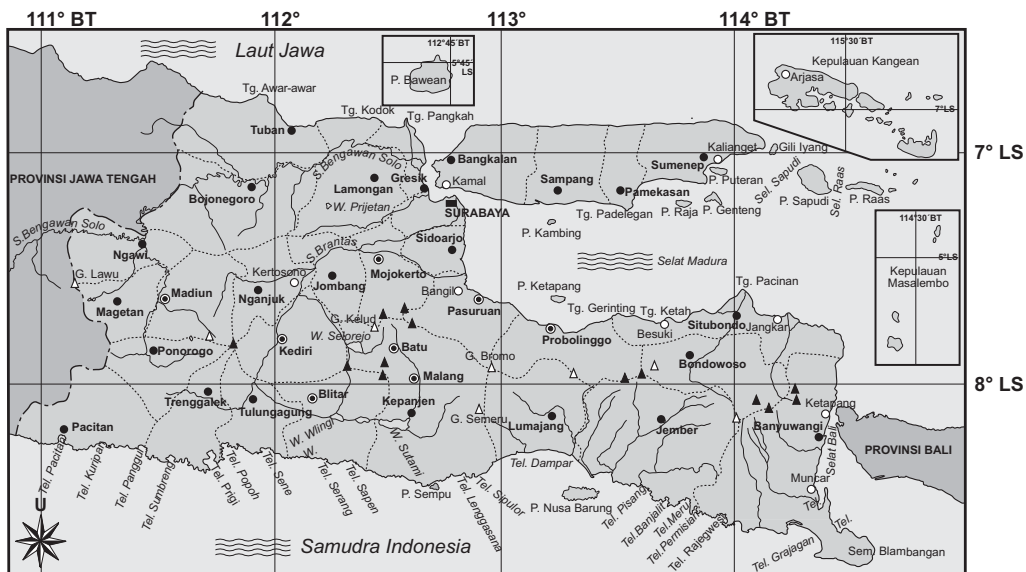 111° BT
112°
113°
114° BT
Laut Jawa
112°45´BT
5°45´
LS
P. Bawean
115°30´BT
Kepulauan Kangean
Arjasa
7°LS
Tg. Awar-awar
Tg. Kodok
Tg. Pangkah
Tuban
7° LS
PROVINSI JAWA TENGAH
S.Bengawan Solo
Gresik
Bangkalan
Kamal
Lamongan
Bojonegoro
W. Prijetan
SURABAYA
Sampang
Pamekasan
Sumenep
Kalianget
Gili Iyang
P. Puteran
Sel. Sapudi
P. Sapudi
Sel. Raas
P. Raas
P. Genteng
P. Raja
Tg. Padelegan
P. Kambing
114°30´BT
5°LS
Kepulauan
Masalembo
S.Bengawan Solo
Ngawi
S.Brantas
Sidoarjo
Selat Madura
G. Lawu
Madiun
Magetan
Kertosono
Nganjuk
Jombang
Mojokerto
Bangil
Pasuruan
P. Ketapang
Tg. Gerinting
Tg. Ketah
Tg. Pacinan
Besuki
Situbondo
Jangkar
Probolinggo
G. Kelud
W. Selorejo
Ponorogo
Kediri
Batu
G. Bromo
Bondowoso
Malang
8° LS
Trenggalek
Tulungagung
Blitar
Kepanjen
G. Semeru
Lumajang
Jember
Ketapang
Banyuwangi
Selat Bali
PROVINSI BALI
Pacitan
W. Wlingi
W.
W. Sutami
Tel. Pacitan
Tel. Kuripan
Tel. Panggul
Tel. Sumbreng
Tel. Prigi
Tel. Popoh
Tel. Sene
Tel. Serang
Tel. Sapen
P. Sempu
Tel. Lenggasana
Tel. Sipulor
Tel. Dampar
P. Nusa Barung
Tel. Pisang
Tel.Banjalit
Tel.Meru
Tel.Permisian
Tel. Rajegwesi
Muncar
Tel.
Tel.
Tel. Grajagan
Sem. Blambangan
U
Samudra Indonesia